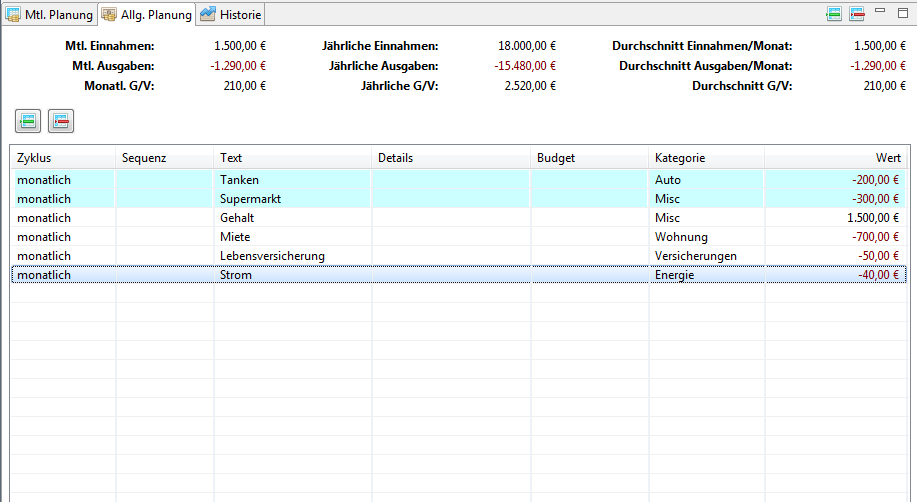 Mtl. Planung Allg. Planung Historie
Mtl. Einnahmen: 1.500,00 € Jährliche Einnahmen: 18.000,00 € Durchschnitt Einnahmen/Monat: 1.500,00 €
Mtl. Ausgaben: -1.290,00 € Jährliche Ausgaben: -15.480,00 € Durchschnitt Ausgaben/Monat: -1.290,00 €
Monatl. G/V: 210,00 € Jährliche G/V: 2.520,00 € Durchschnitt G/V: 210,00 €
Zyklus Sequenz Text Details Budget Kategorie Wert
monatlich Tanken Auto -200,00 €
monatlich Supermarkt Misc -300,00 €
monatlich Gehalt Misc 1.500,00 €
monatlich Miete Wohnung -700,00 €
monatlich Lebensversicherung Versicherungen -50,00 €
monatlich Strom Energie -40,00 €